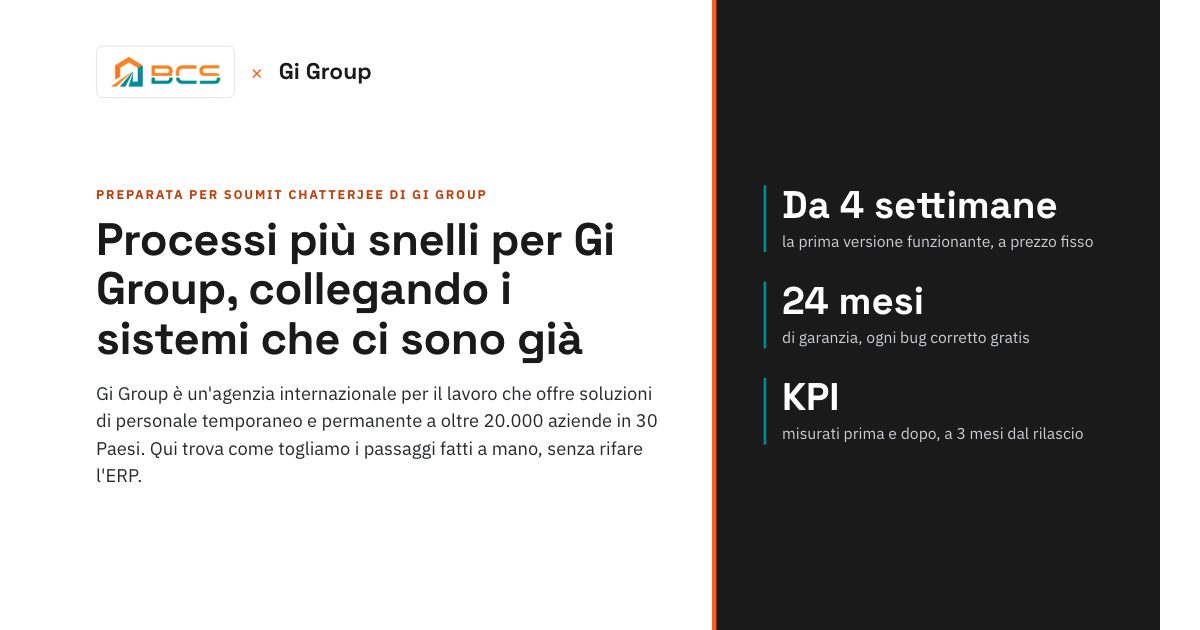 BCS × Gi Group
PREPARATA PER SOUMIT CHATTERJEE DI GI GROUP
Processi più snelli per Gi
Group, collegando i
sistemi che ci sono già
Gi Group è un'agenzia internazionale per il lavoro che offre soluzioni
di personale temporaneo e permanente a oltre 20.000 aziende in 30
Paesi. Qui trova come togliamo i passaggi fatti a mano, senza rifare
l'ERP.
Da 4 settimane
la prima versione funzionante, a prezzo fisso
24 mesi
di garanzia, ogni bug corretto gratis
KPI
misurati prima e dopo, a 3 mesi dal rilascio